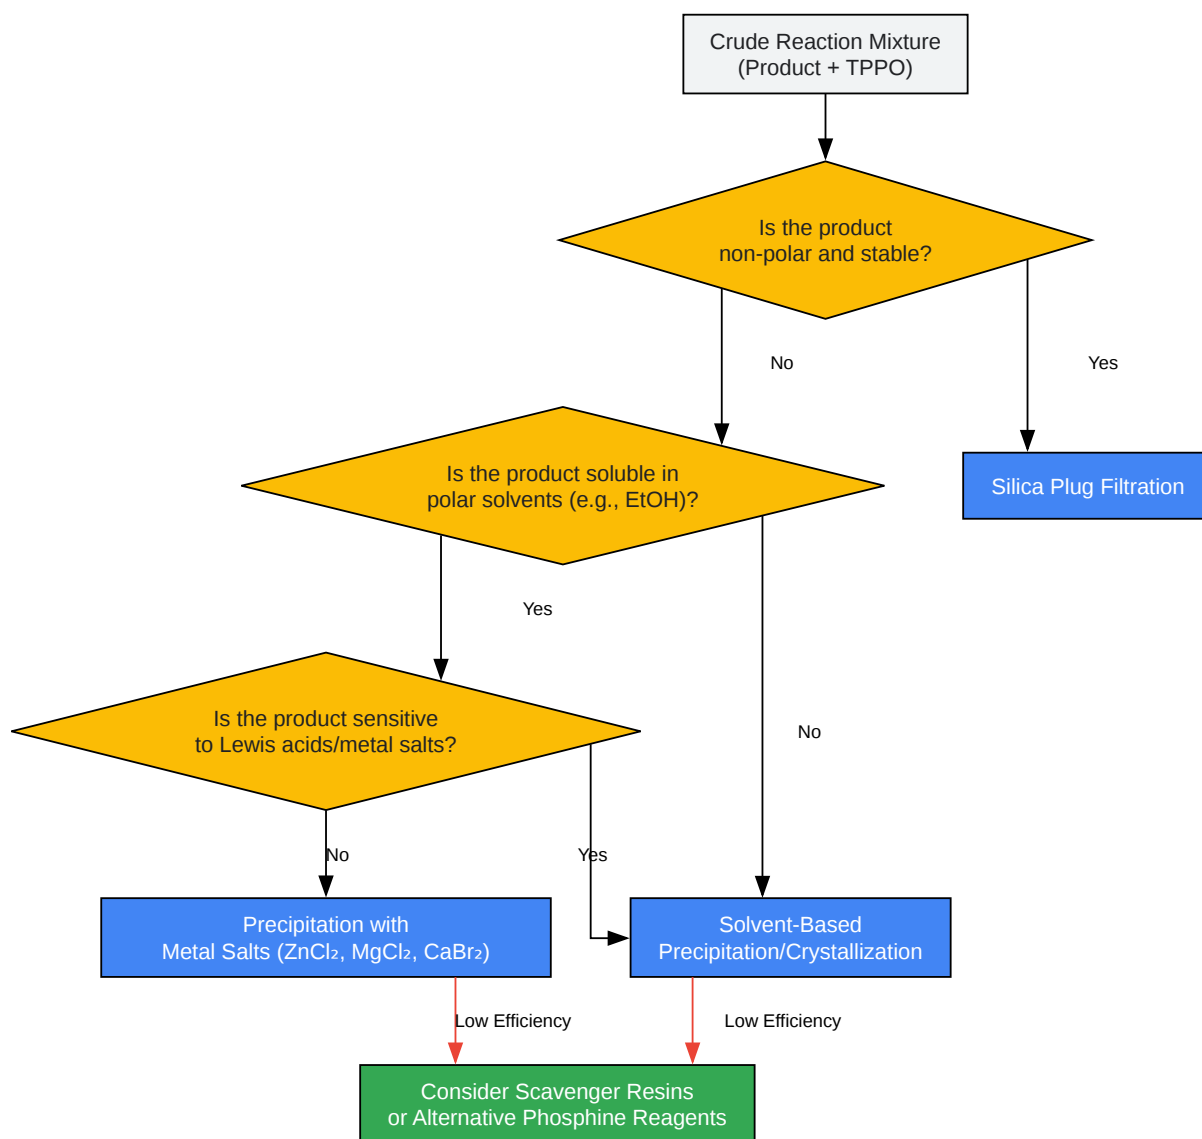 Crude Reaction Mixture
(Product + TPPO)
Is the product
non-polar and stable?
No
Yes
Is the product soluble in
polar solvents (e.g., EtOH)?
Silica Plug Filtration
Yes
Is the product sensitive
to Lewis acids/metal salts?
No
No
Yes
Precipitation with
Metal Salts (ZnCl₂, MgCl₂, CaBr₂)
Solvent-Based
Precipitation/Crystallization
Low Efficiency
Low Efficiency
Consider Scavenger Resins
or Alternative Phosphine Reagents